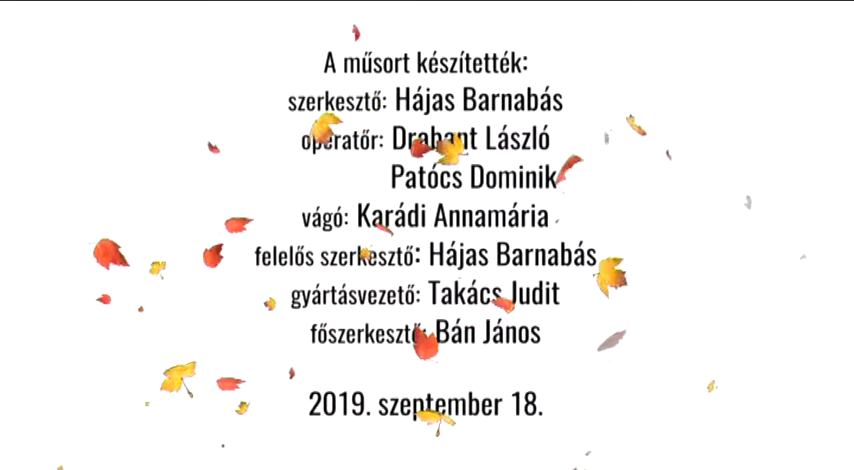 A műsort készítették:
szerkesztő: Hájas Barnabás
operatőr: Drabant László
Patócs Dominik
vágó: Karádi Annamária
felelős szerkesztő: Hájas Barnabás
gyártásvezető: Takács Judit
főszerkesztő: Bán János
2019. szeptember 18.